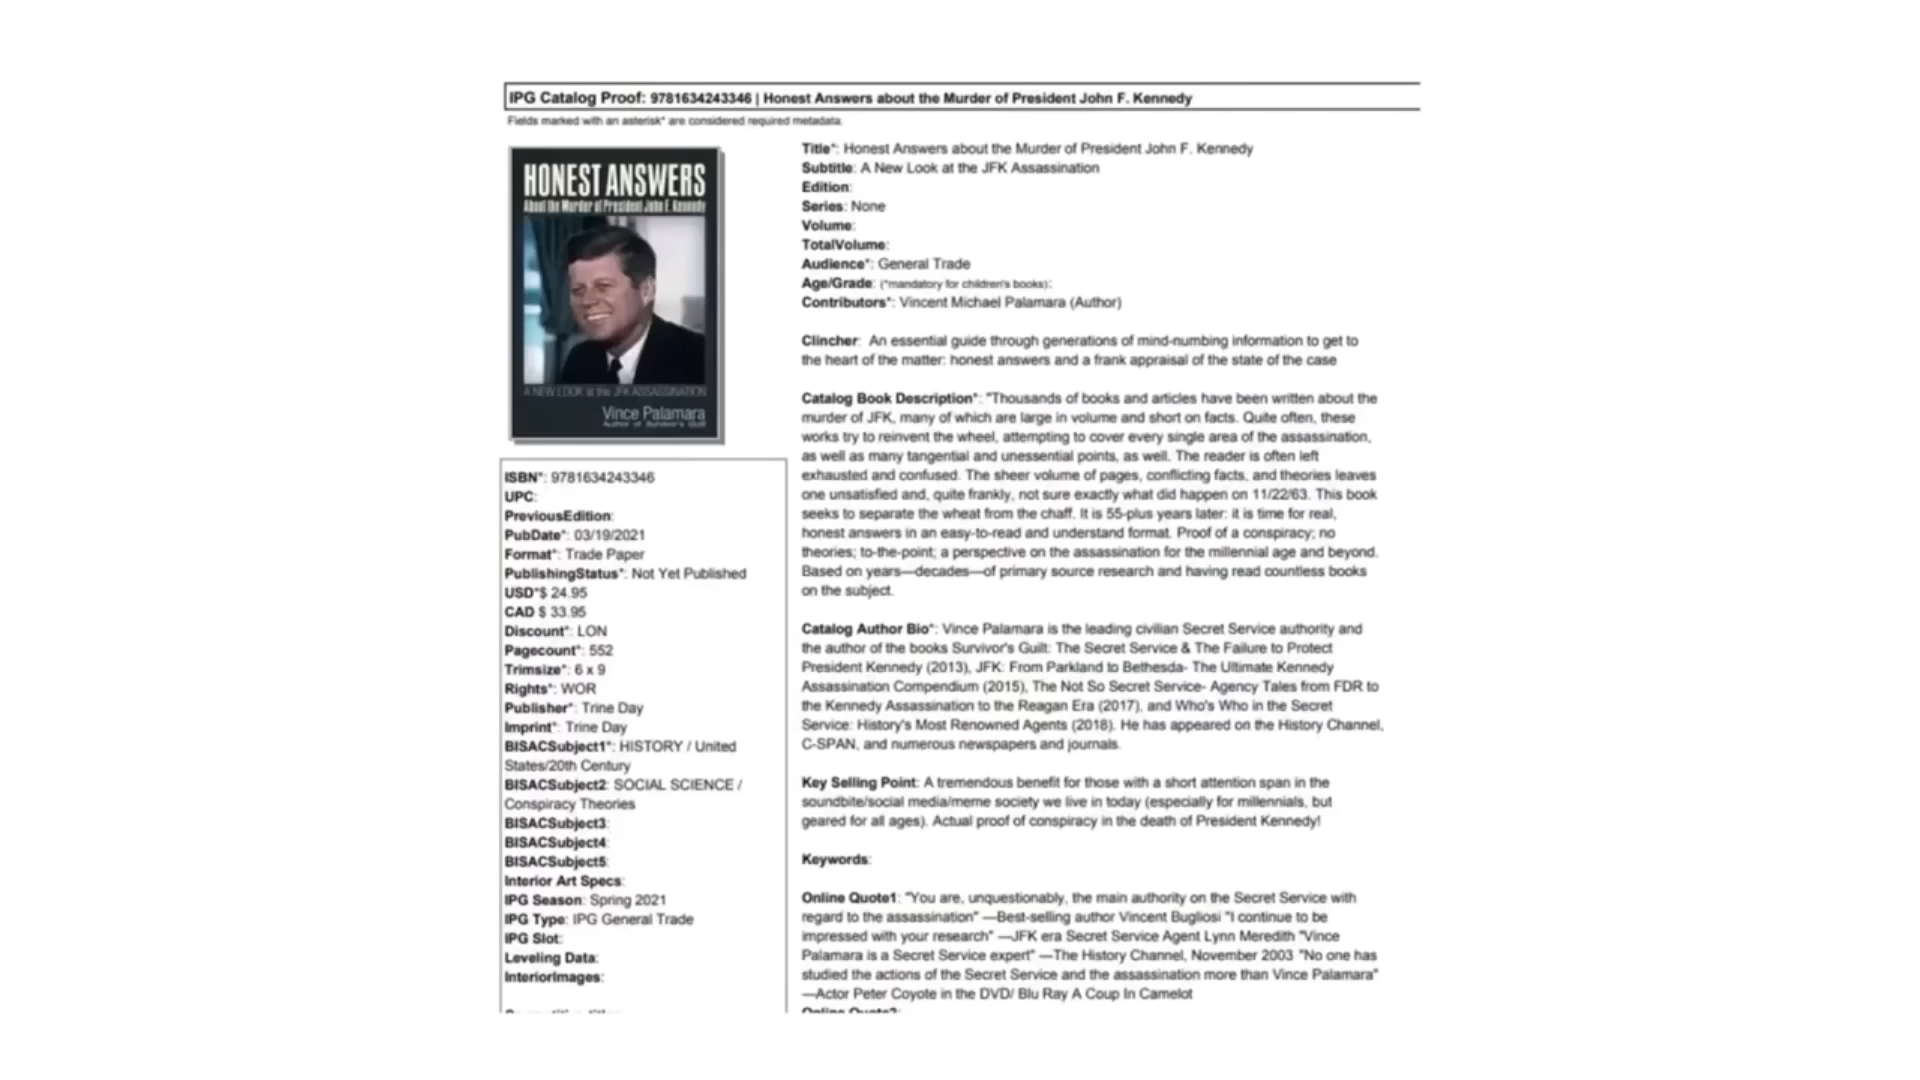 IPG Catalog Proof: 9781634243346 | Honest Answers about the Murder of President John F. Kennedy
Fields marked with an asterisk* are considered required metadata.
HONEST ANSWERS
About the Murder of President John F. Kennedy
A NEW LOOK at the JFK ASSASSINATION
Vince Palamara
Author of Survivor's Guilt
ISBN*: 9781634243346
UPC:
PreviousEdition:
PubDate*: 03/19/2021
Format*: Trade Paper
PublishingStatus*: Not Yet Published
USD*$ 24.95
CAD $ 33.95
Discount*: LON
Pagecount*: 552
Trimsize*: 6 x 9
Rights*: WOR
Publisher*: Trine Day
Imprint*: Trine Day
BISACSubject1*: HISTORY / United
States/20th Century
BISACSubject2: SOCIAL SCIENCE /
Conspiracy Theories
BISACSubject3:
BISACSubject4:
BISACSubject5:
Interior Art Specs:
IPG Season: Spring 2021
IPG Type: IPG General Trade
IPG Slot:
Leveling Data:
InteriorImages:
Title*: Honest Answers about the Murder of President John F. Kennedy
Subtitle: A New Look at the JFK Assassination
Edition:
Series: None
Volume:
TotalVolume:
Audience*: General Trade
Age/Grade: (*mandatory for children's books):
Contributors*: Vincent Michael Palamara (Author)
Clincher: An essential guide through generations of mind-numbing information to get to
the heart of the matter: honest answers and a frank appraisal of the state of the case
Catalog Book Description*: "Thousands of books and articles have been written about the
murder of JFK, many of which are large in volume and short on facts. Quite often, these
works try to reinvent the wheel, attempting to cover every single area of the assassination,
as well as many tangential and unessential points, as well. The reader is often left
exhausted and confused. The sheer volume of pages, conflicting facts, and theories leaves
one unsatisfied and, quite frankly, not sure exactly what did happen on 11/22/63. This book
seeks to separate the wheat from the chaff. It is 55-plus years later: it is time for real,
honest answers in an easy-to-read and understand format. Proof of a conspiracy; no
theories; to-the-point; a perspective on the assassination for the millennial age and beyond.
Based on years—decades—of primary source research and having read countless books
on the subject.
Catalog Author Bio*: Vince Palamara is the leading civilian Secret Service authority and
the author of the books Survivor's Guilt: The Secret Service & The Failure to Protect
President Kennedy (2013), JFK: From Parkland to Bethesda- The Ultimate Kennedy
Assassination Compendium (2015), The Not So Secret Service- Agency Tales from FDR to
the Kennedy Assassination to the Reagan Era (2017), and Who's Who in the Secret
Service: History's Most Renowned Agents (2018). He has appeared on the History Channel,
C-SPAN, and numerous newspapers and journals.
Key Selling Point: A tremendous benefit for those with a short attention span in the
soundbite/social media/meme society we live in today (especially for millennials, but
geared for all ages). Actual proof of conspiracy in the death of President Kennedy!
Keywords:
Online Quote1: "You are, unquestionably, the main authority on the Secret Service with
regard to the assassination" —Best-selling author Vincent Bugliosi "I continue to be
impressed with your research" —JFK era Secret Service Agent Lynn Meredith "Vince
Palamara is a Secret Service expert" —The History Channel, November 2003 "No one has
studied the actions of the Secret Service and the assassination more than Vince Palamara"
—Actor Peter Coyote in the DVD/ Blu Ray A Coup In Camelot